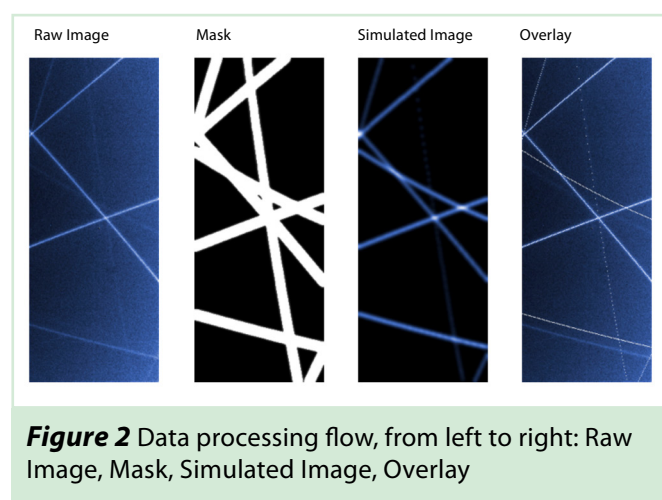 Raw Image Mask Simulated Image Overlay
Figure 2 Data processing flow, from left to right: Raw
Image, Mask, Simulated Image, Overlay